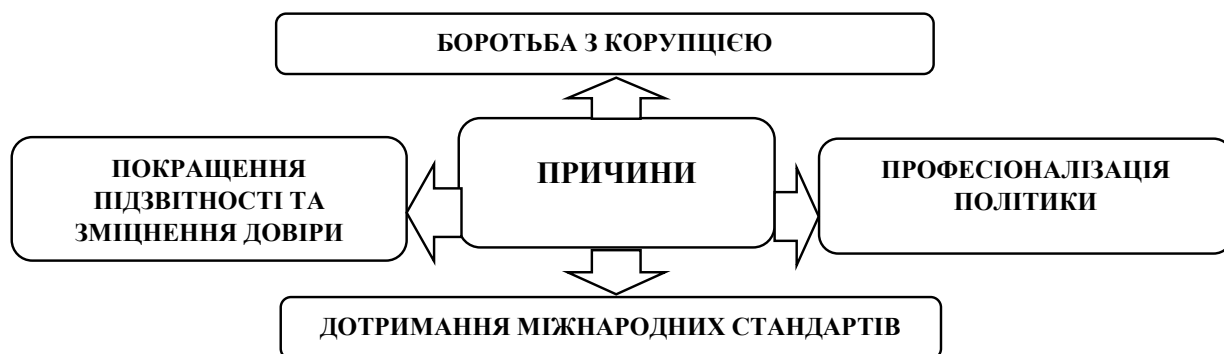 БОРОТЬБА З КОРУПЦІЄЮ
ПОКРАЩЕННЯ
ПІДЗВІТНОСТІ ТА
ЗМІЦНЕННЯ ДОВІРИ
ПРИЧИНИ
ПРОФЕСІОНАЛІЗАЦІЯ
ПОЛІТИКИ
ДОТРИМАННЯ МІЖНАРОДНИХ СТАНДАРТІВ